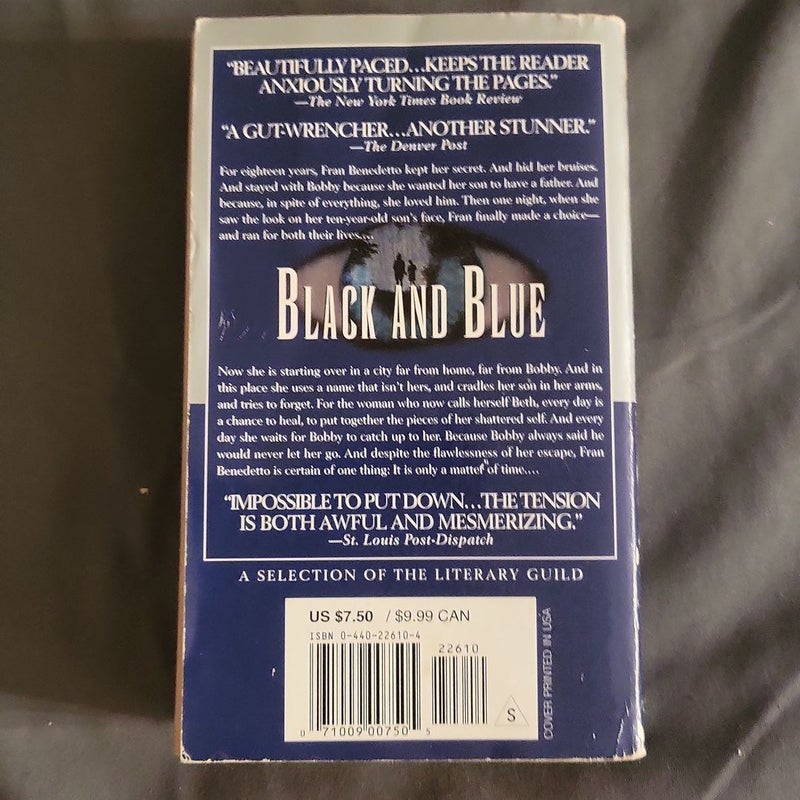 "BEAUTIFULLY PACED...KEEPS THE READER
ANXIOUSLY TURNING THE PAGES."
—The New York Times Book Review
"A GUT-WRENCHER...ANOTHER STUNNER."
—The Denver Post
For eighteen years, Fran Benedetto kept her secret. And hid her bruises.
And stayed with Bobby because she wanted her son to have a father. And
because, in spite of everything, she loved him. Then one night, when she
saw the look on her ten-year-old son's face, Fran finally made a choice—
and ran for both their lives....
BLACK AND BLUE
Now she is starting over in a city far from home, far from Bobby. And in
this place she uses a name that isn't hers, and cradles her son in her arms,
and tries to forget. For the woman who now calls herself Beth, every day is
a chance to heal, to put together the pieces of her shattered self. And every
day she waits for Bobby to catch up to her. Because Bobby always said he
would never let her go. And despite the flawlessness of her escape, Fran
Benedetto is certain of one thing: It is only a matter of time....
"IMPOSSIBLE TO PUT DOWN...THE TENSION
IS BOTH AWFUL AND MESMERIZING."
—St. Louis Post-Dispatch
A SELECTION OF THE LITERARY GUILD
US $7.50 / $9.99 CAN
ISBN 0-440-22610-4
22610
0 71009 00750 5
S
COVER PRINTED IN USA